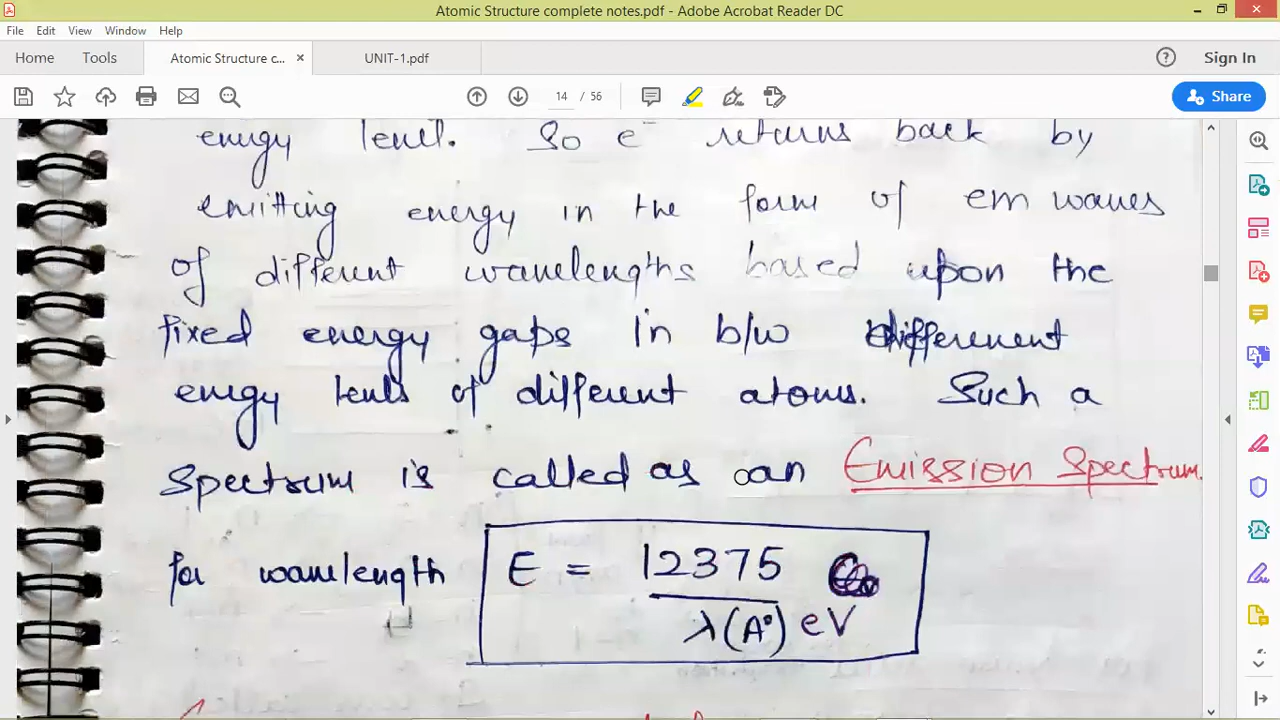 Atomic Structure complete notes.pdf - Adobe Acrobat Reader DC
File Edit View Window Help
Home Tools Atomic Structure c... × UNIT-1.pdf Sign In
14 / 56 Share
energy level. So e⁻ returns back by
emitting energy in the form of em waves
of different wavelengths based upon the
fixed energy gaps in b/w different
energy levels of different atoms. Such a
Spectrum is called as an Emission Spectrum.
for wavelength E = 12375
λ(A°) eV